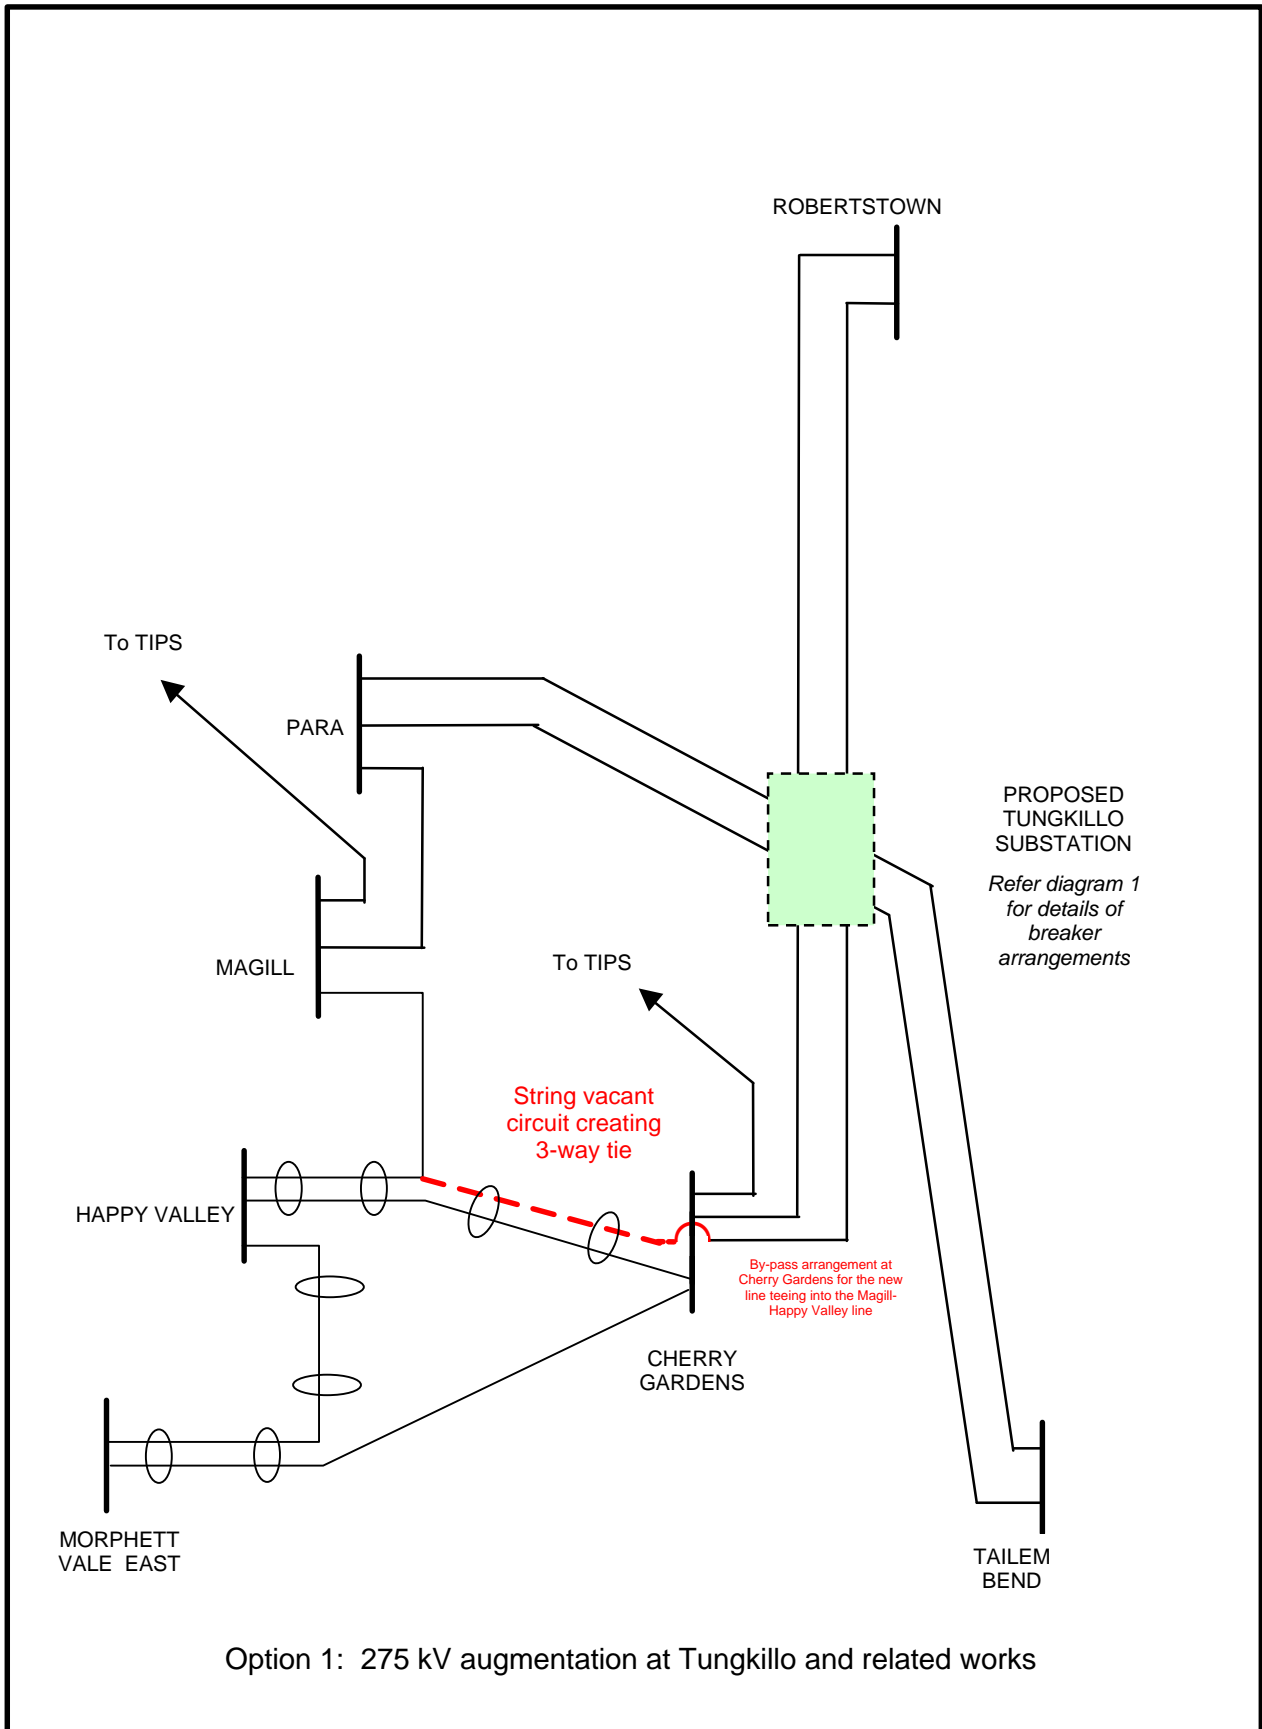 ROBERTSTOWN
To TIPS
PARA
PROPOSED
TUNGKILLO
SUBSTATION
Refer diagram 1
for details of
breaker
arrangements
MAGILL
To TIPS
String vacant
circuit creating
3-way tie
HAPPY VALLEY
By-pass arrangement at
Cherry Gardens for the new
line teeing into the Magill-
Happy Valley line
CHERRY
GARDENS
MORPHETT
VALE EAST
TAILEM
BEND
Option 1: 275 kV augmentation at Tungkillo and related works